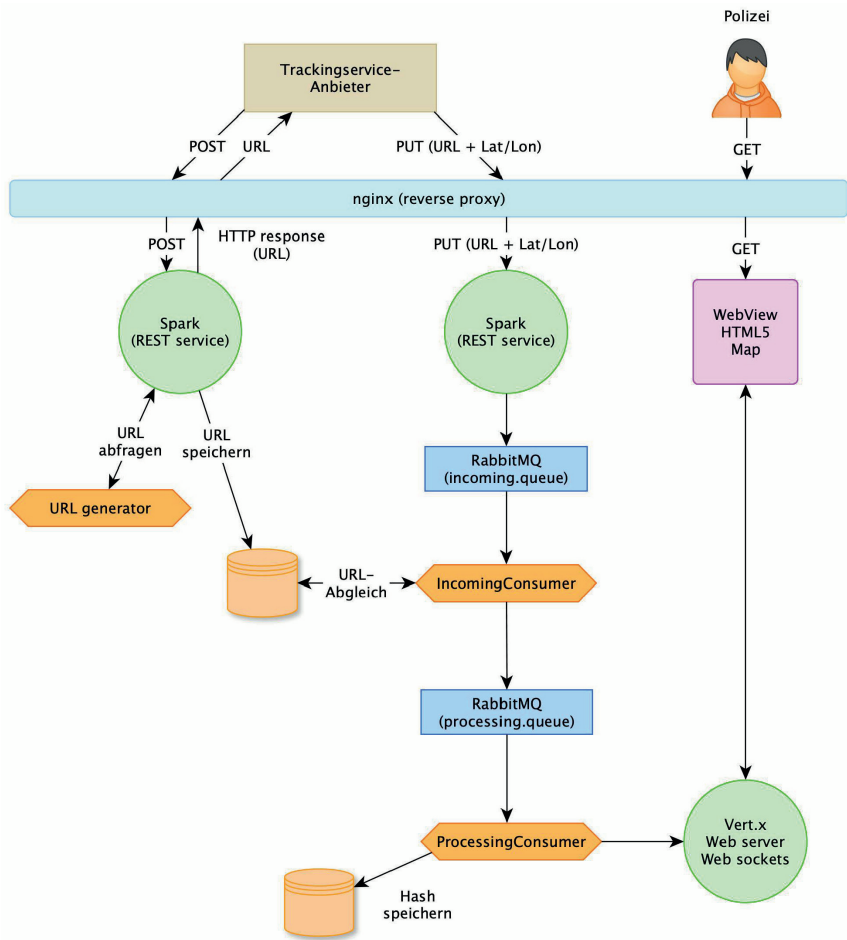 Polizei
Trackingservice-
Anbieter
POST
URL
PUT (URL + Lat/Lon)
GET
nginx (reverse proxy)
POST
HTTP response
(URL)
PUT (URL + Lat/Lon)
GET
Spark
(REST service)
Spark
(REST service)
WebView
HTML5
Map
URL
abfragen
URL
speichern
RabbitMQ
(incoming.queue)
URL generator
URL-
Abgleich
IncomingConsumer
RabbitMQ
(processing.queue)
ProcessingConsumer
Vert.x
Web server
Web sockets
Hash
speichern